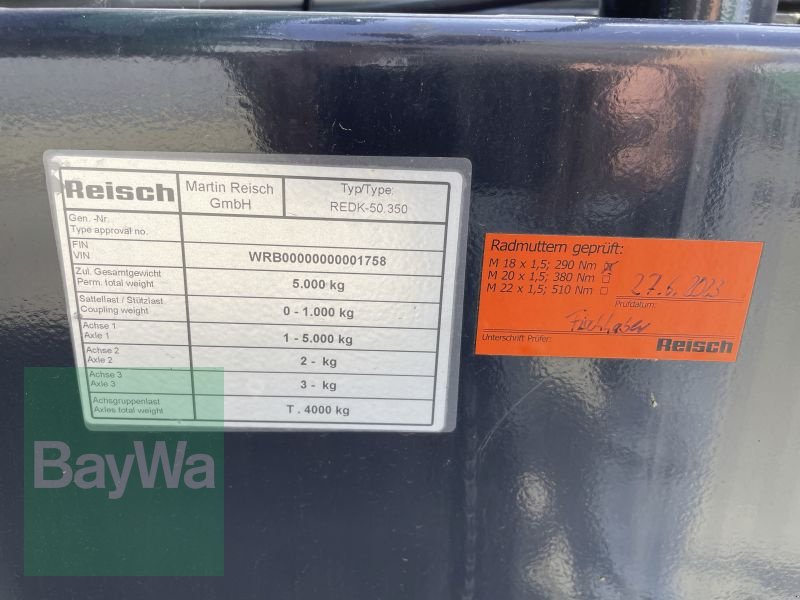 Reisch
Martin Reisch GmbH
Typ/Type:
REDK-50.350
Gen. -Nr.
Type approval no.
FIN
VIN
WRB00000000001758
Zul. Gesamtgewicht
Perm. total weight
5.000 kg
Sattellast / Stützlast
Coupling weight
0 - 1.000 kg
Achse 1
Axle 1
1 - 5.000 kg
Achse 2
Axle 2
2 - kg
Achse 3
Axle 3
3 - kg
Achsgruppenlast
Axles total weight
T . 4000 kg
BayWa
Radmuttern geprüft:
M 18 x 1,5; 290 Nm
M 20 x 1,5; 380 Nm
M 22 x 1,5; 510 Nm
27.6.2023
Prüfdatum:
Unterschrift Prüfer:
Reisch